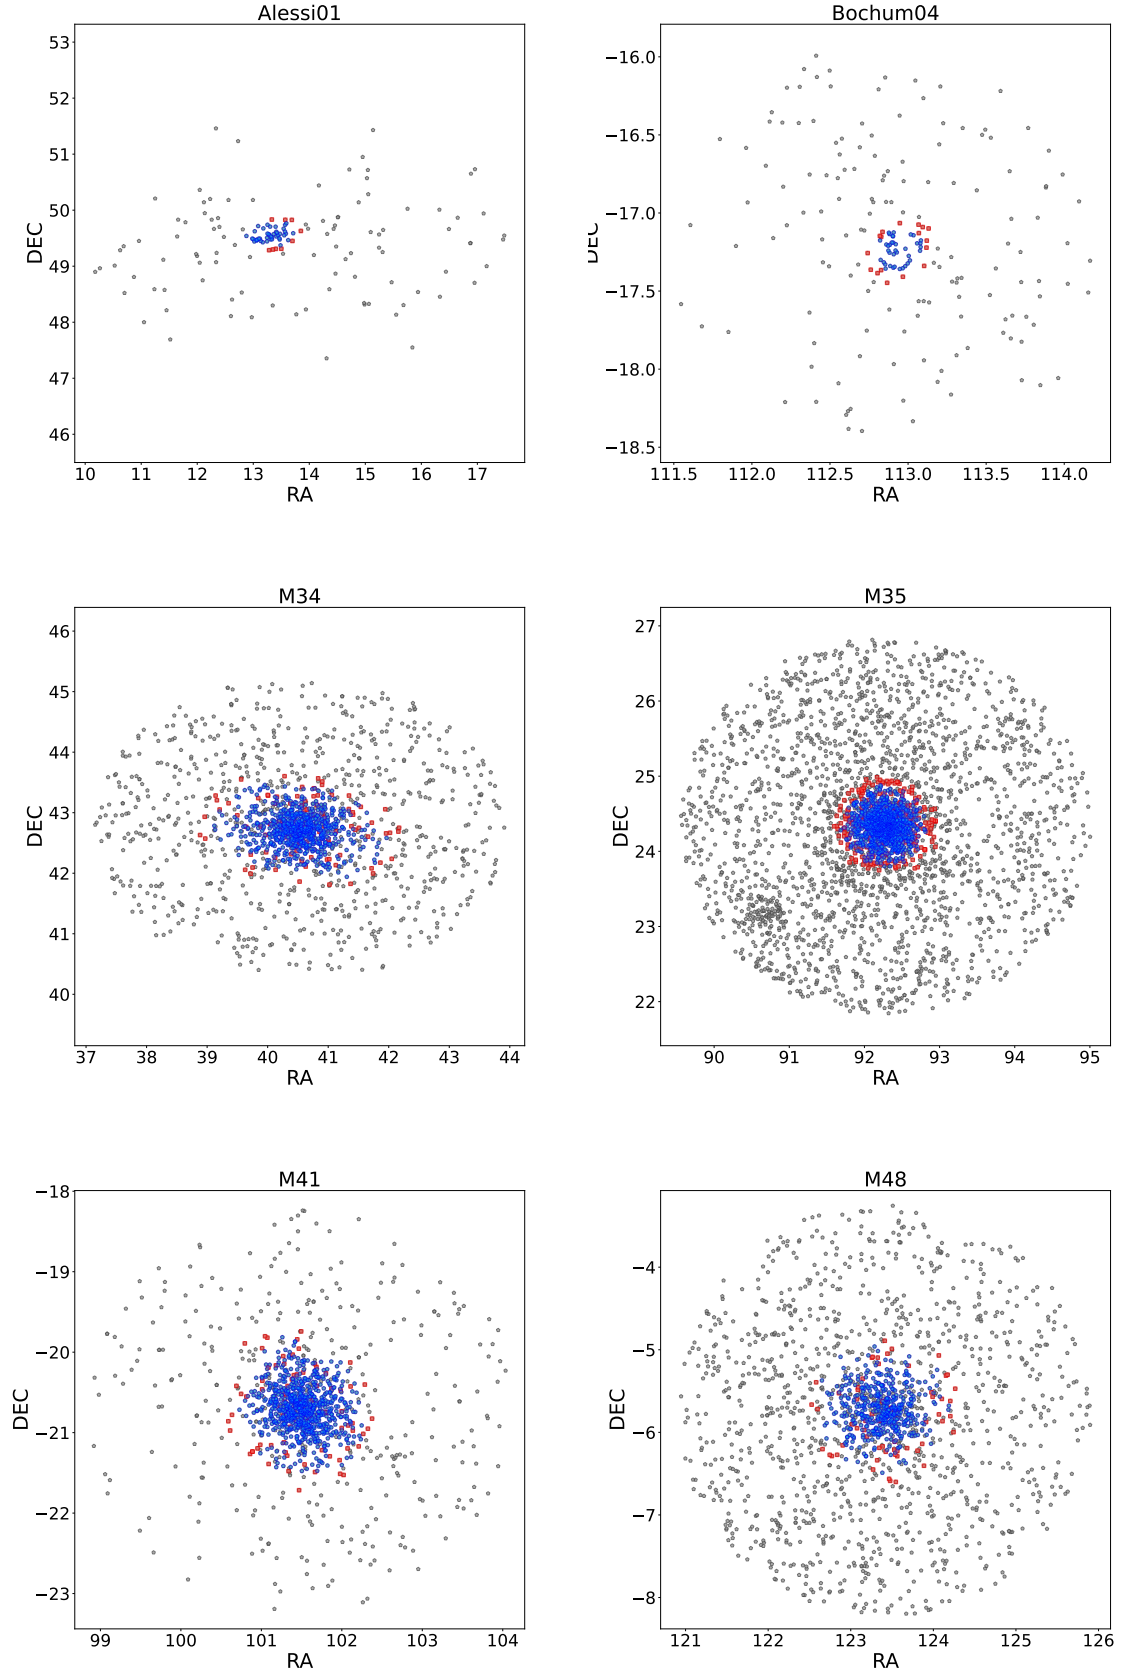 Alessi01
53
52
51
50
49
48
47
46
DEC
10 11 12 13 14 15 16 17
RA
Bochum04
−16.0
−16.5
−17.0
−17.5
−18.0
−18.5
DEC
111.5 112.0 112.5 113.0 113.5 114.0
RA
M34
46
45
44
43
42
41
40
DEC
37 38 39 40 41 42 43 44
RA
M35
27
26
25
24
23
22
DEC
90 91 92 93 94 95
RA
M41
−18
−19
−20
−21
−22
−23
DEC
99 100 101 102 103 104
RA
M48
−4
−5
−6
−7
−8
DEC
121 122 123 124 125 126
RA